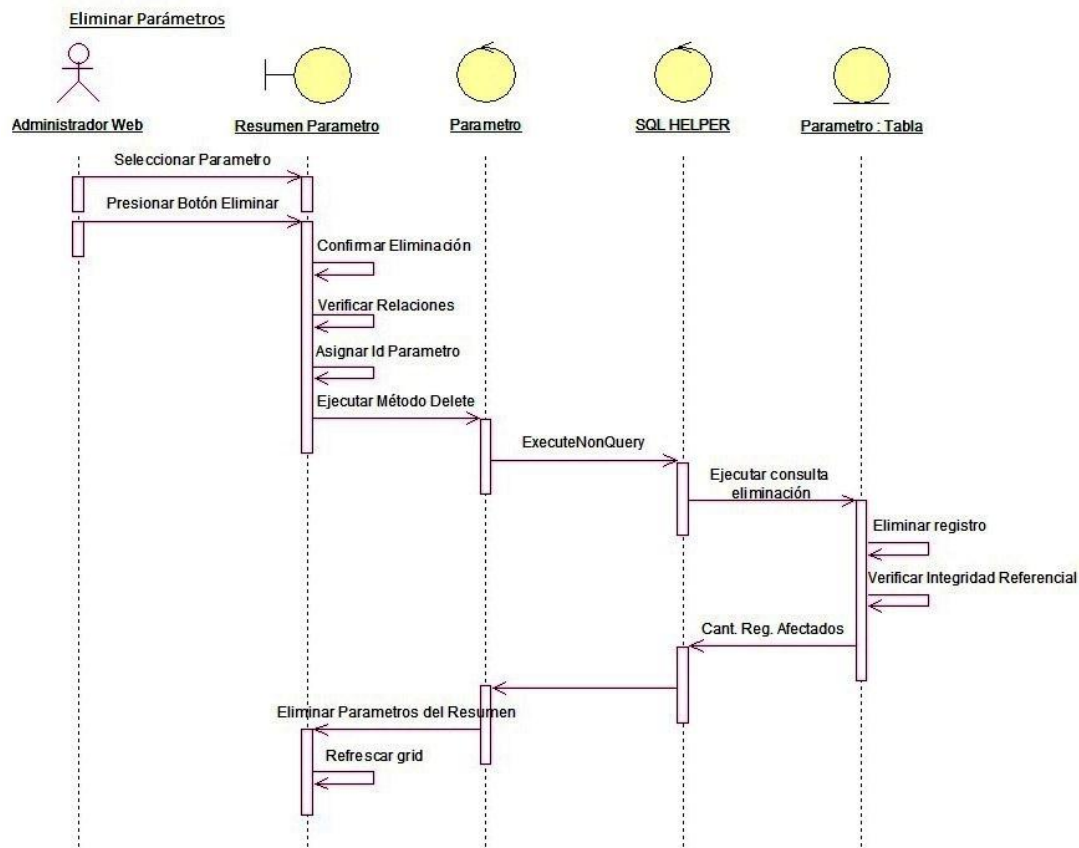 Eliminar Parámetros
Administrador Web
Resumen Parametro
Parametro
SQL HELPER
Parametro : Tabla
Seleccionar Parametro
Presionar Botón Eliminar
Confirmar Eliminación
Verificar Relaciones
Asignar Id Parametro
Ejecutar Método Delete
ExecuteNonQuery
Ejecutar consulta
eliminación
Eliminar registro
Verificar Integridad Referencial
Cant. Reg. Afectados
Eliminar Parametros del Resumen
Refrescar grid